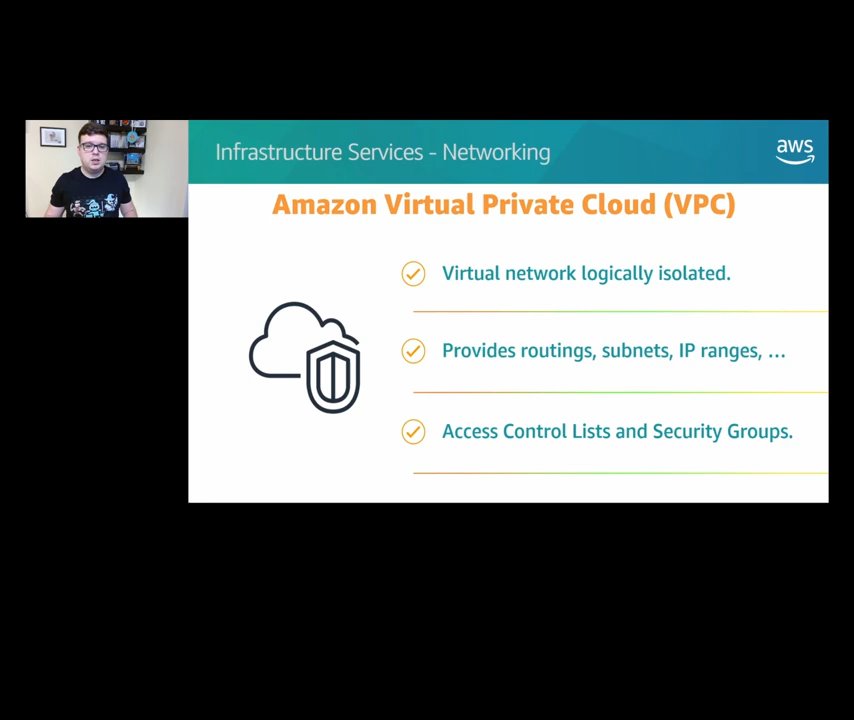 Infrastructure Services - Networking
aws
Amazon Virtual Private Cloud (VPC)
Virtual network logically isolated.
Provides routings, subnets, IP ranges, ...
Access Control Lists and Security Groups.